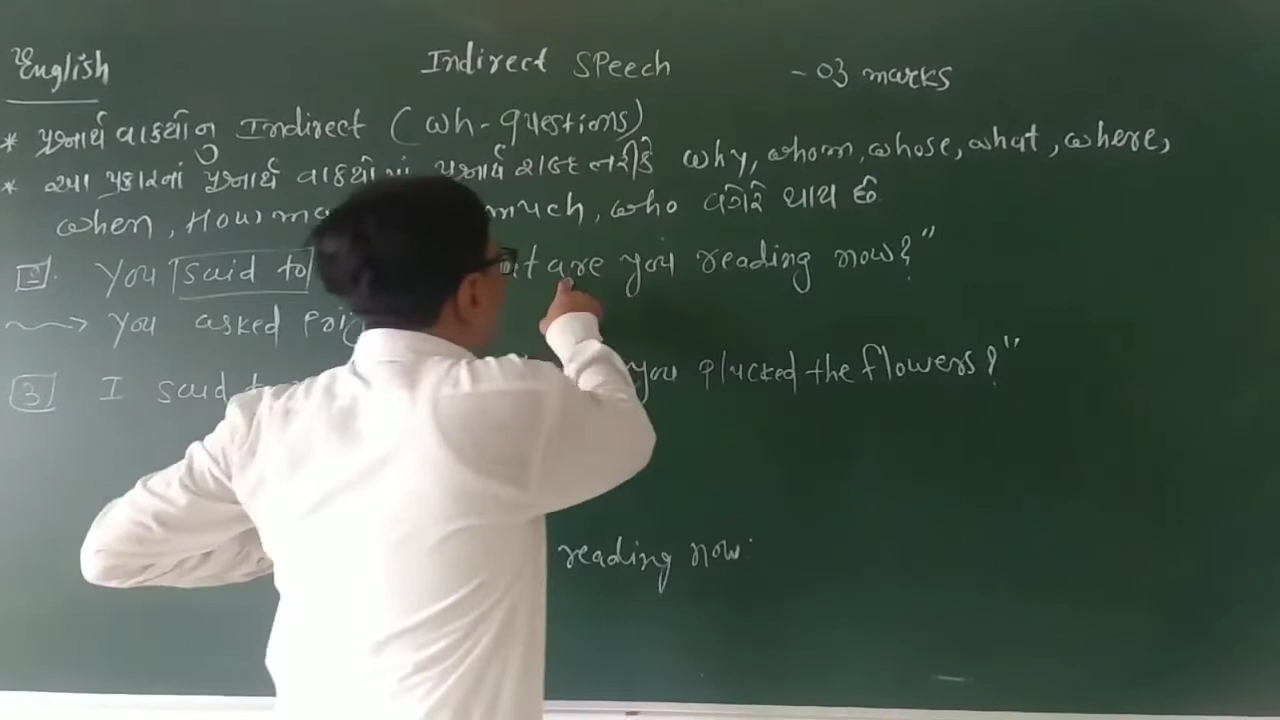 English
Indirect Speech - 03 marks
* પ્રશ્નાર્થ વાક્યોનું Indirect (Wh-questions)
* આ પ્રકારનાં પ્રશ્નાર્થ વાક્યોમાં પ્રશ્નાર્થ શબ્દ તરીકે why, whom, whose, what, where,
when, How much, who વગેરે થાય છે
You said to are you reading now?"
You asked
3 I said you plucked the flowers?"
reading now.